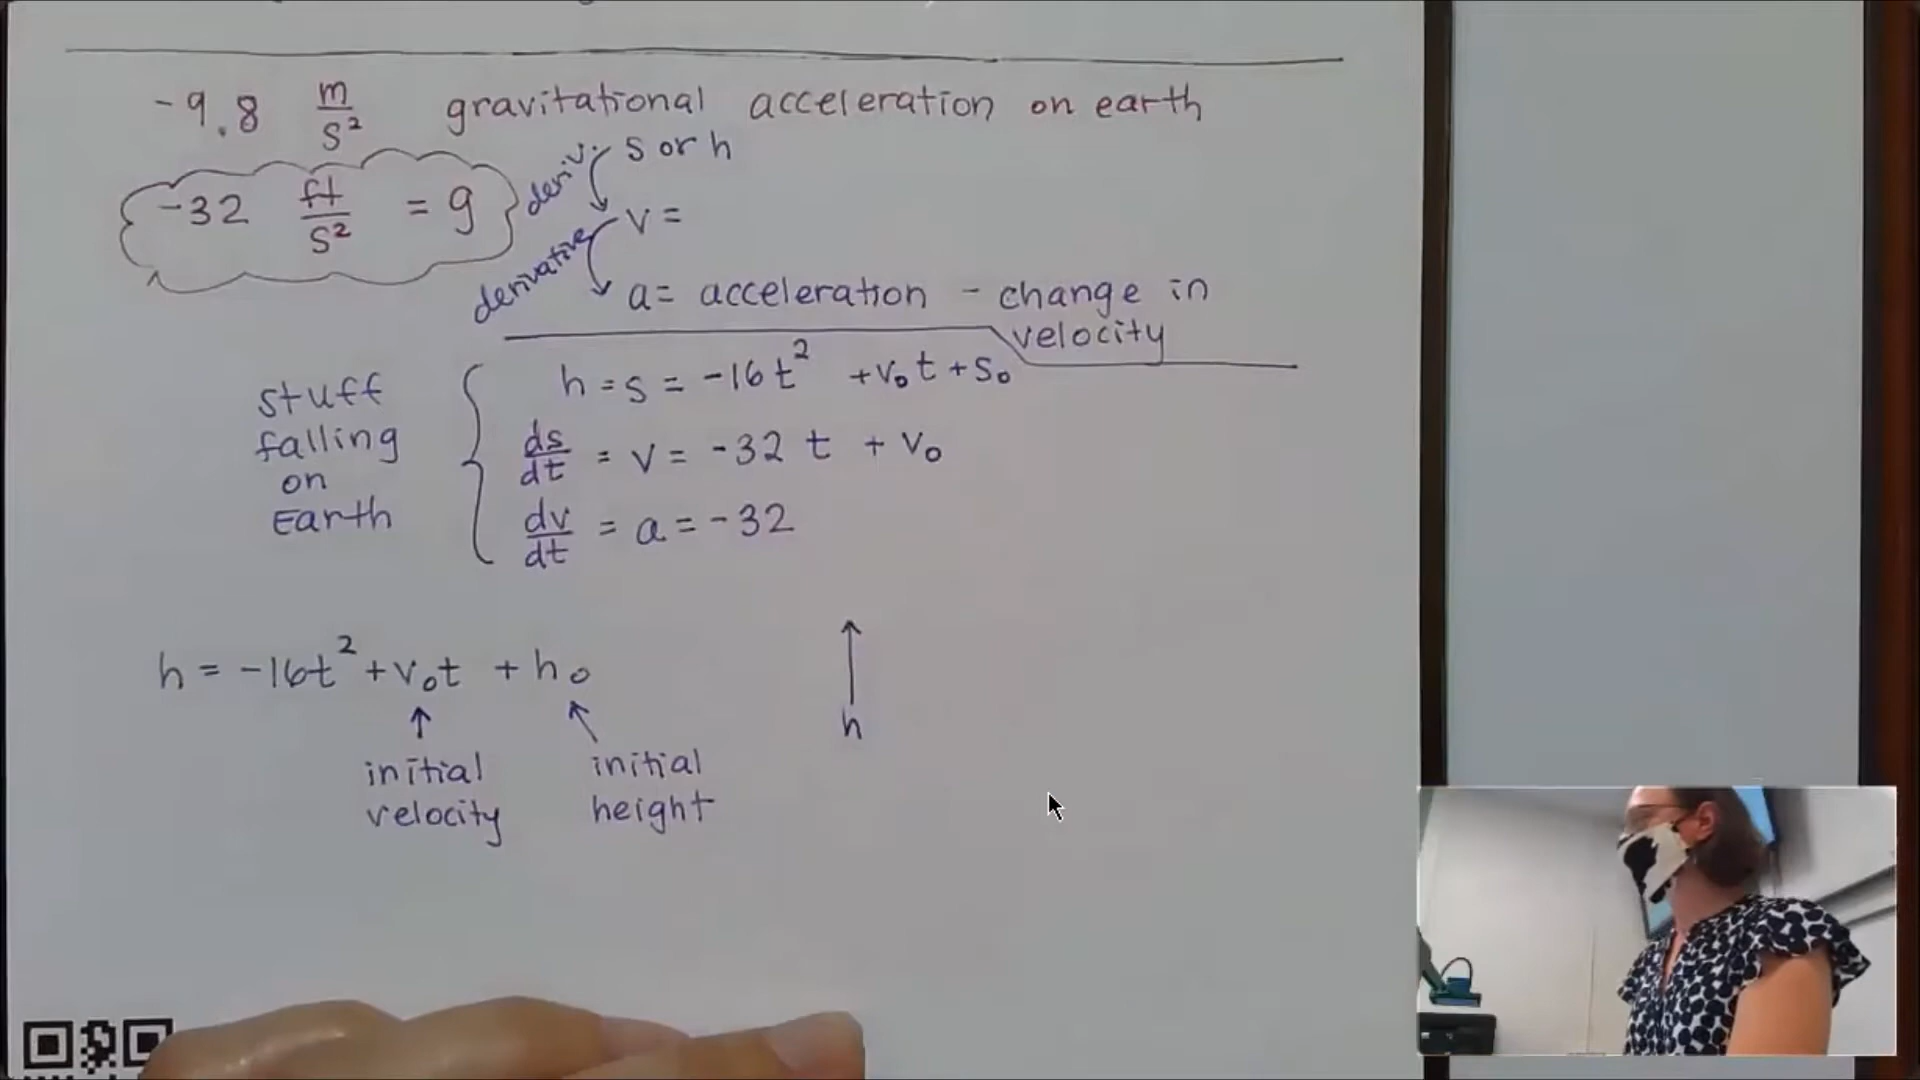 -9.8 m/s² gravitational acceleration on earth
-32 ft/s² = g
deriv. s or h
v =
derivative
a = acceleration - change in
velocity
stuff
falling
on
Earth
h = s = -16t² + v₀t + s₀
ds/dt = v = -32 t + v₀
dv/dt = a = -32
h = -16t² + v₀t + h₀
h
initial
velocity
initial
height